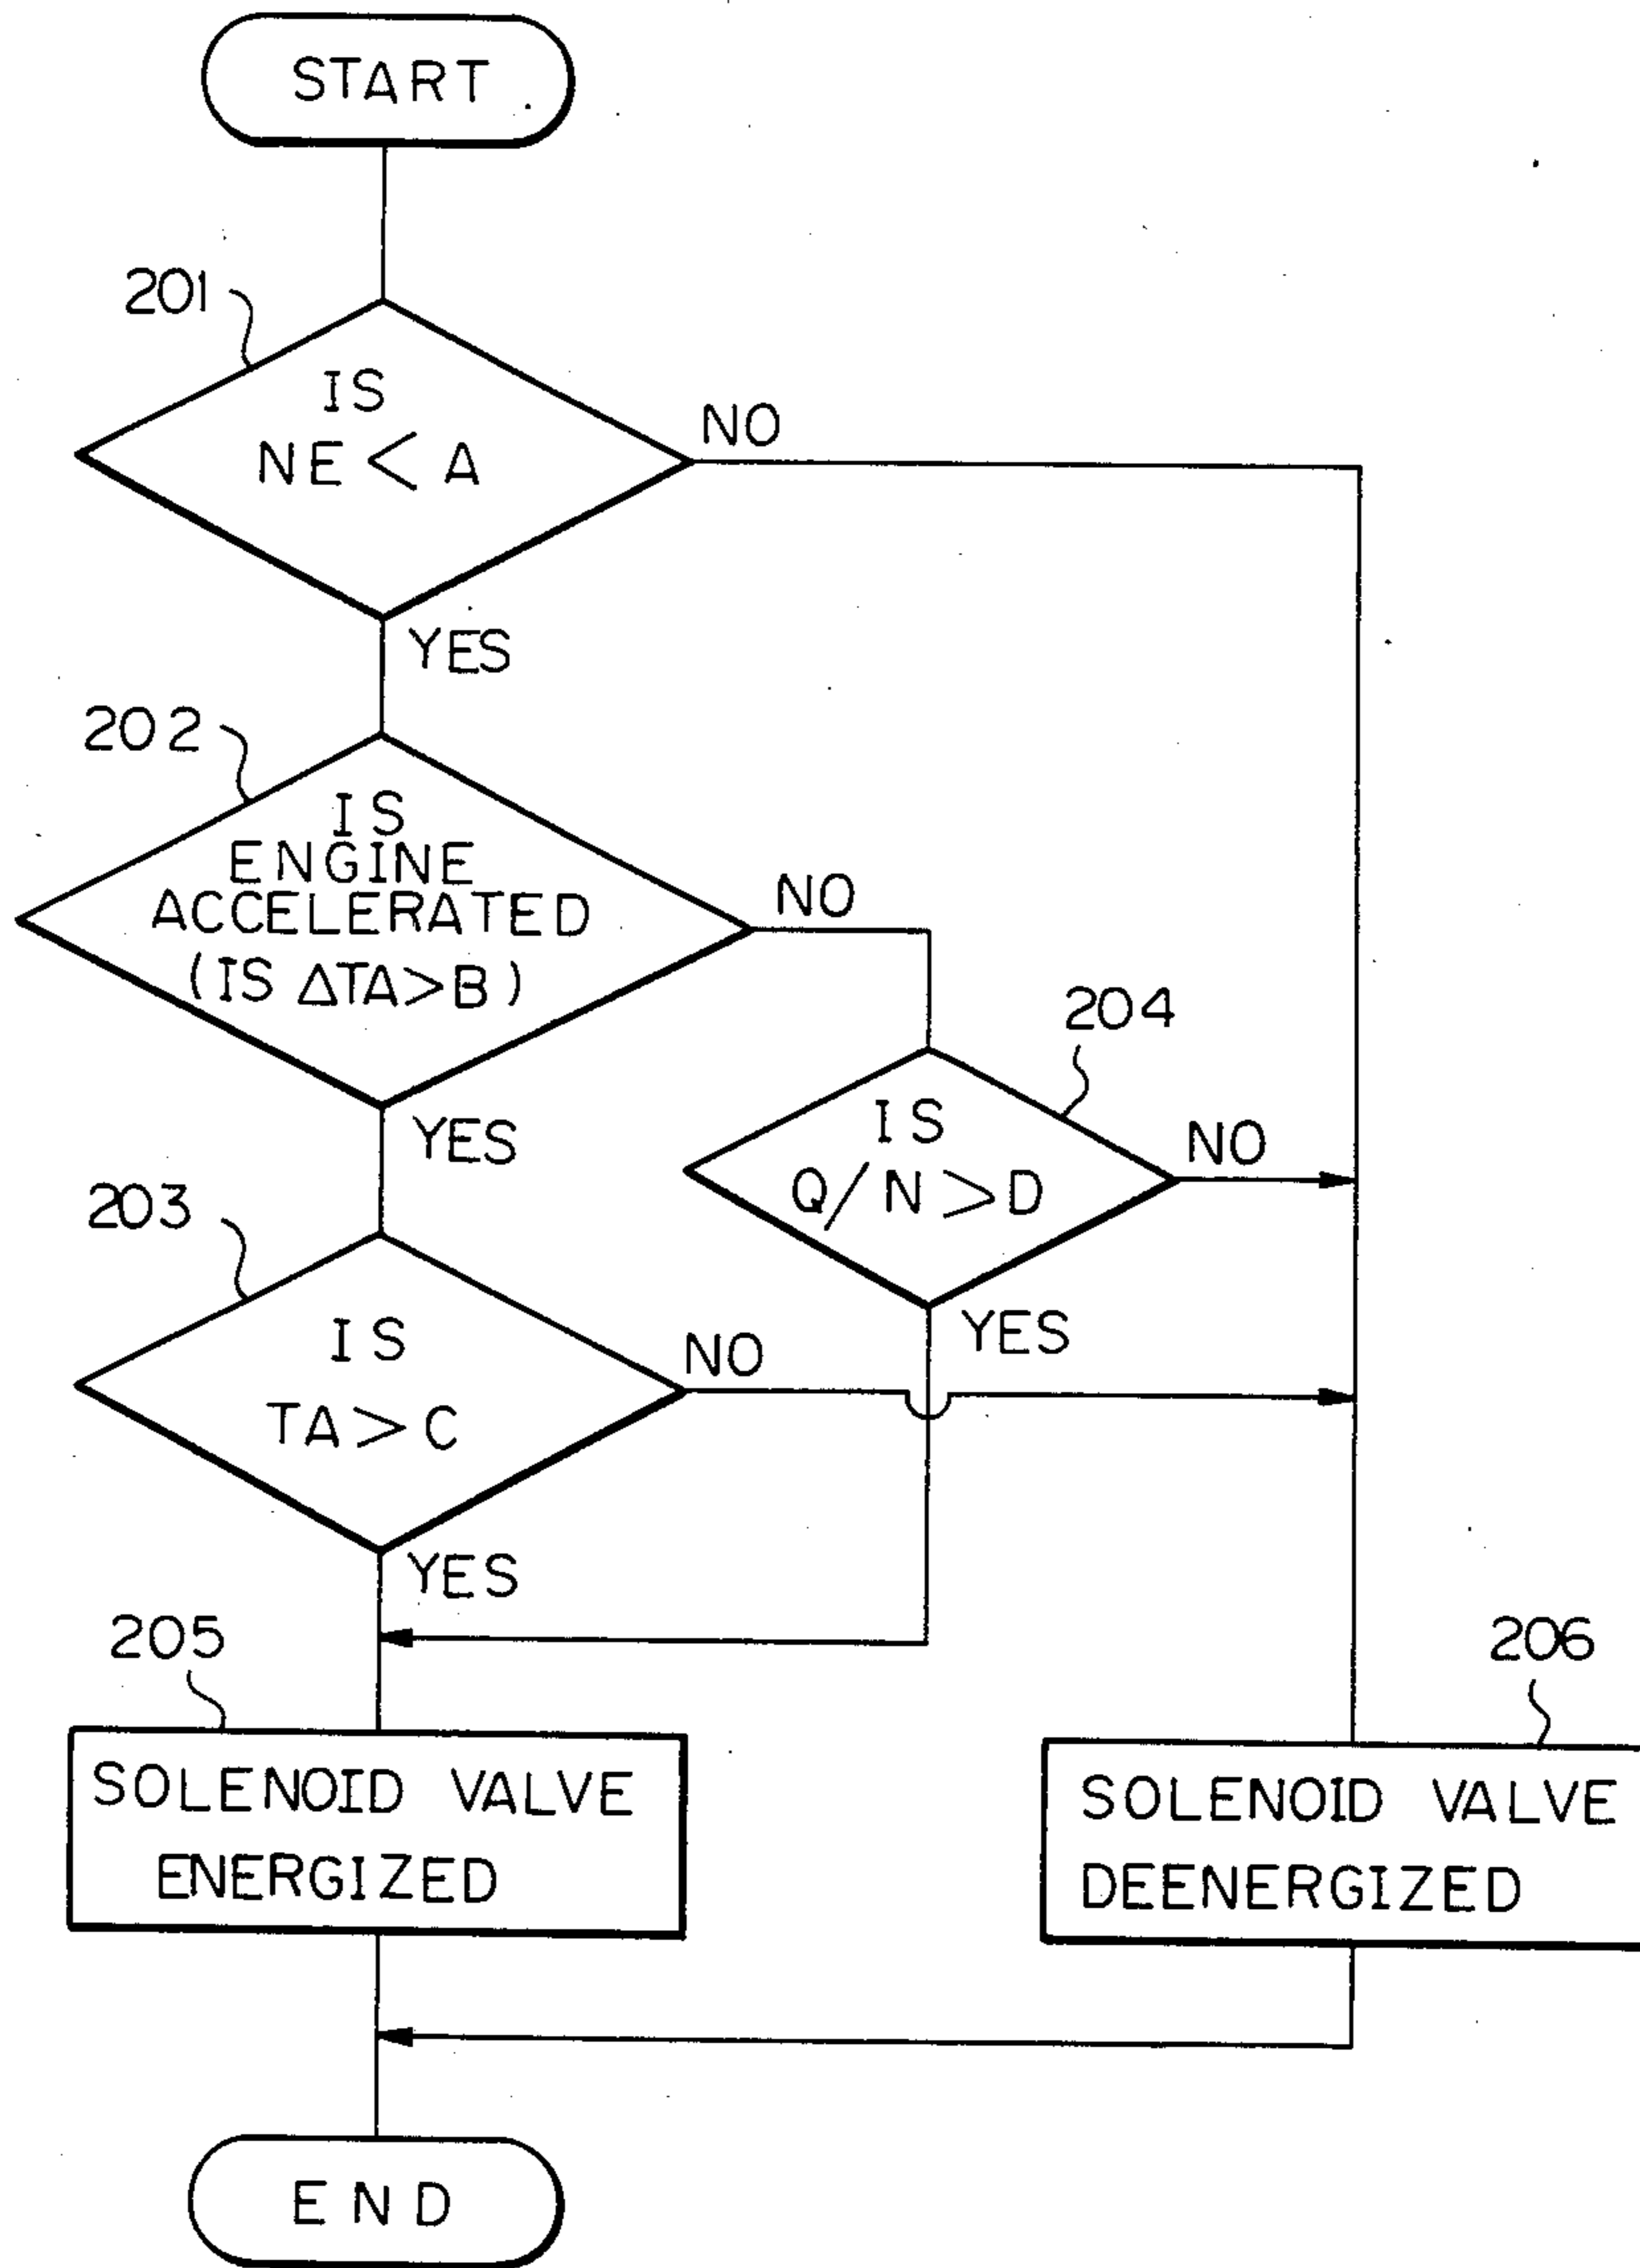 START
201
IS
NE < A
NO
YES
202
IS
ENGINE
ACCELERATED
(IS ΔTA>B)
NO
YES
204
IS
Q/N>D
NO
YES
203
IS
TA>C
NO
YES
205
SOLENOID VALVE
ENERGIZED
206
SOLENOID VALVE
DEENERGIZED
END